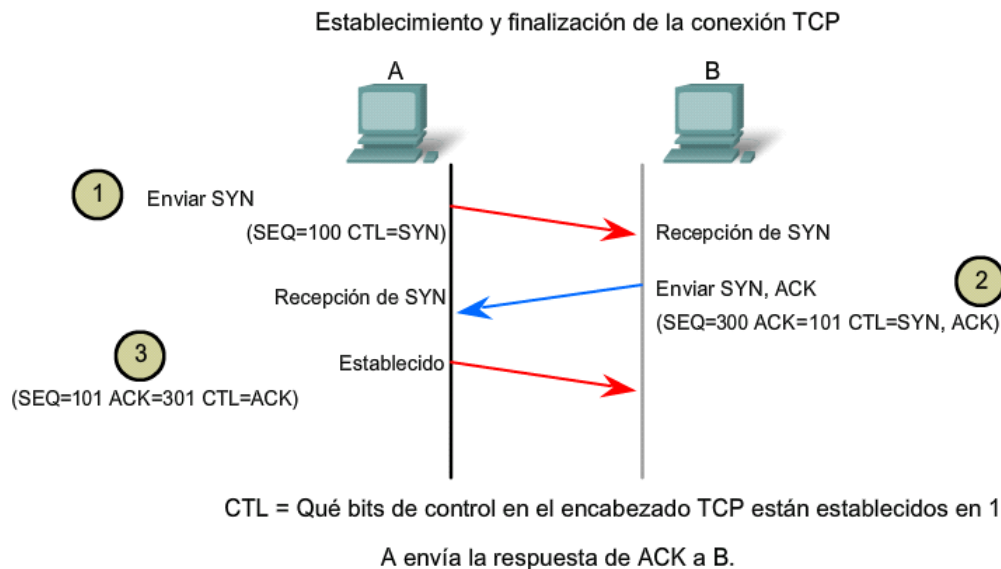 Establecimiento y finalización de la conexión TCP
A
B
1
Enviar SYN
(SEQ=100 CTL=SYN)
Recepción de SYN
2
Enviar SYN, ACK
(SEQ=300 ACK=101 CTL=SYN, ACK)
Recepción de SYN
3
Establecido
(SEQ=101 ACK=301 CTL=ACK)
CTL = Qué bits de control en el encabezado TCP están establecidos en 1
A envía la respuesta de ACK a B.